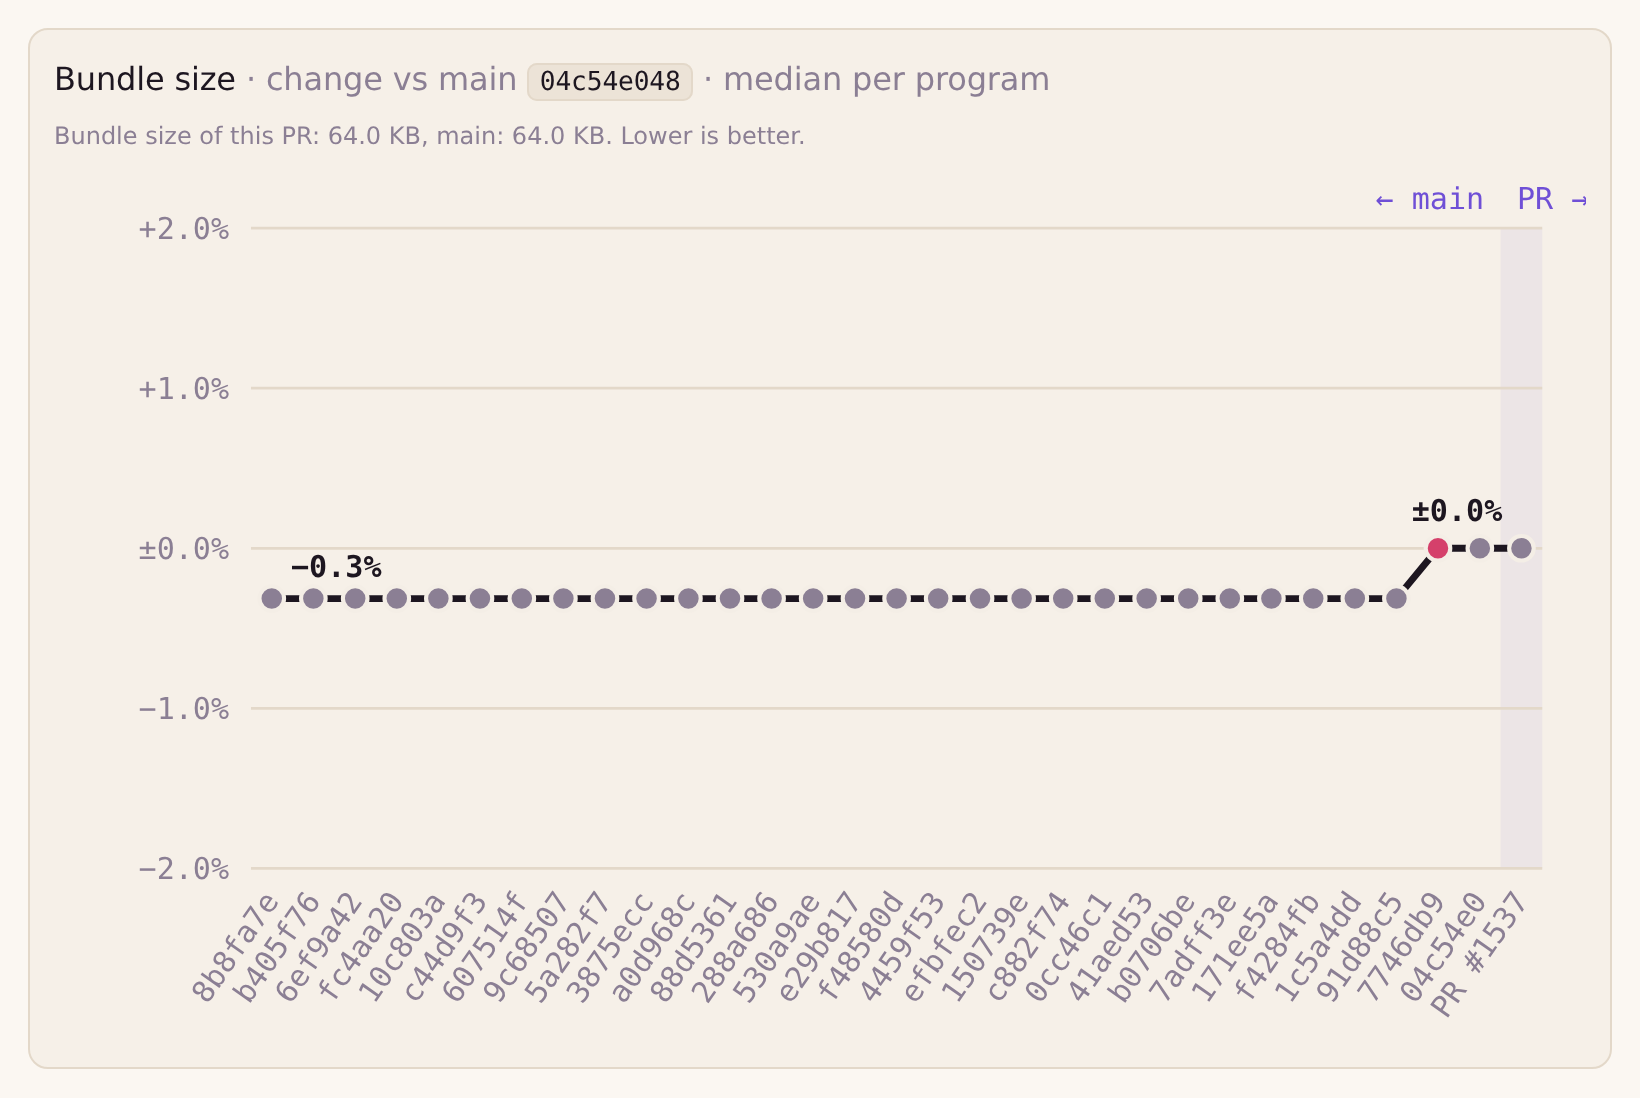 Bundle size · change vs main 04c54e048 · median per program
Bundle size of this PR: 64.0 KB, main: 64.0 KB. Lower is better.
← main PR →
+2.0%
+1.0%
±0.0%
−1.0%
−2.0%
−0.3%
±0.0%
8b8fa7e
b405f76
6ef9a42
fc4aa20
10c803a
c44d9f3
607514f
9c68507
5a282f7
3875ecc
a0d968c
88d5361
288a686
530a9ae
e29b817
f48580d
4459f53
efbfec2
150739e
c882f74
0cc46c1
41aed53
b0706be
7adff3e
171ee5a
f4284fb
1c5a4dd
91d88c5
7746db9
04c54e0
PR #1537